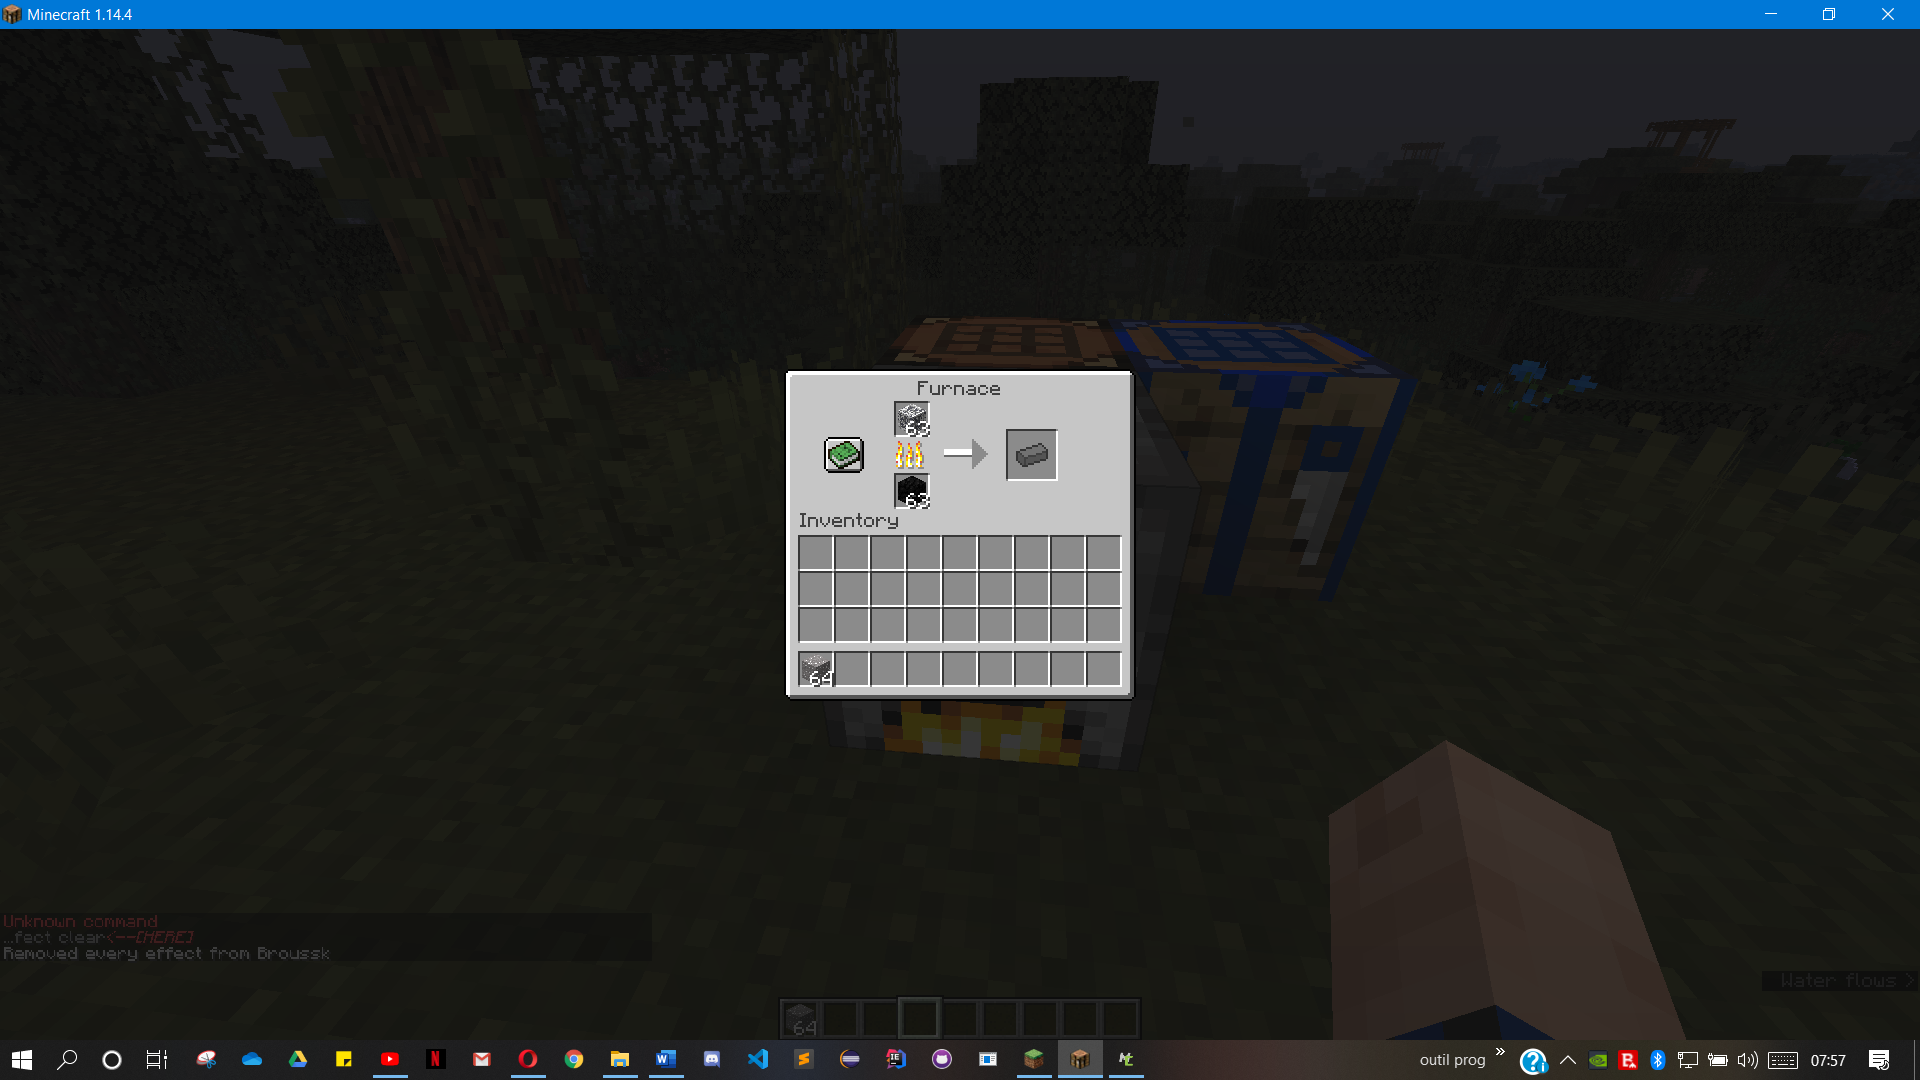 Minecraft 1.14.4
Furnace
63
63
Inventory
64
Unknown command
...fect clear<--[HERE]
Removed every effect from Broussk
Water flows >
64
outil prog
07:57